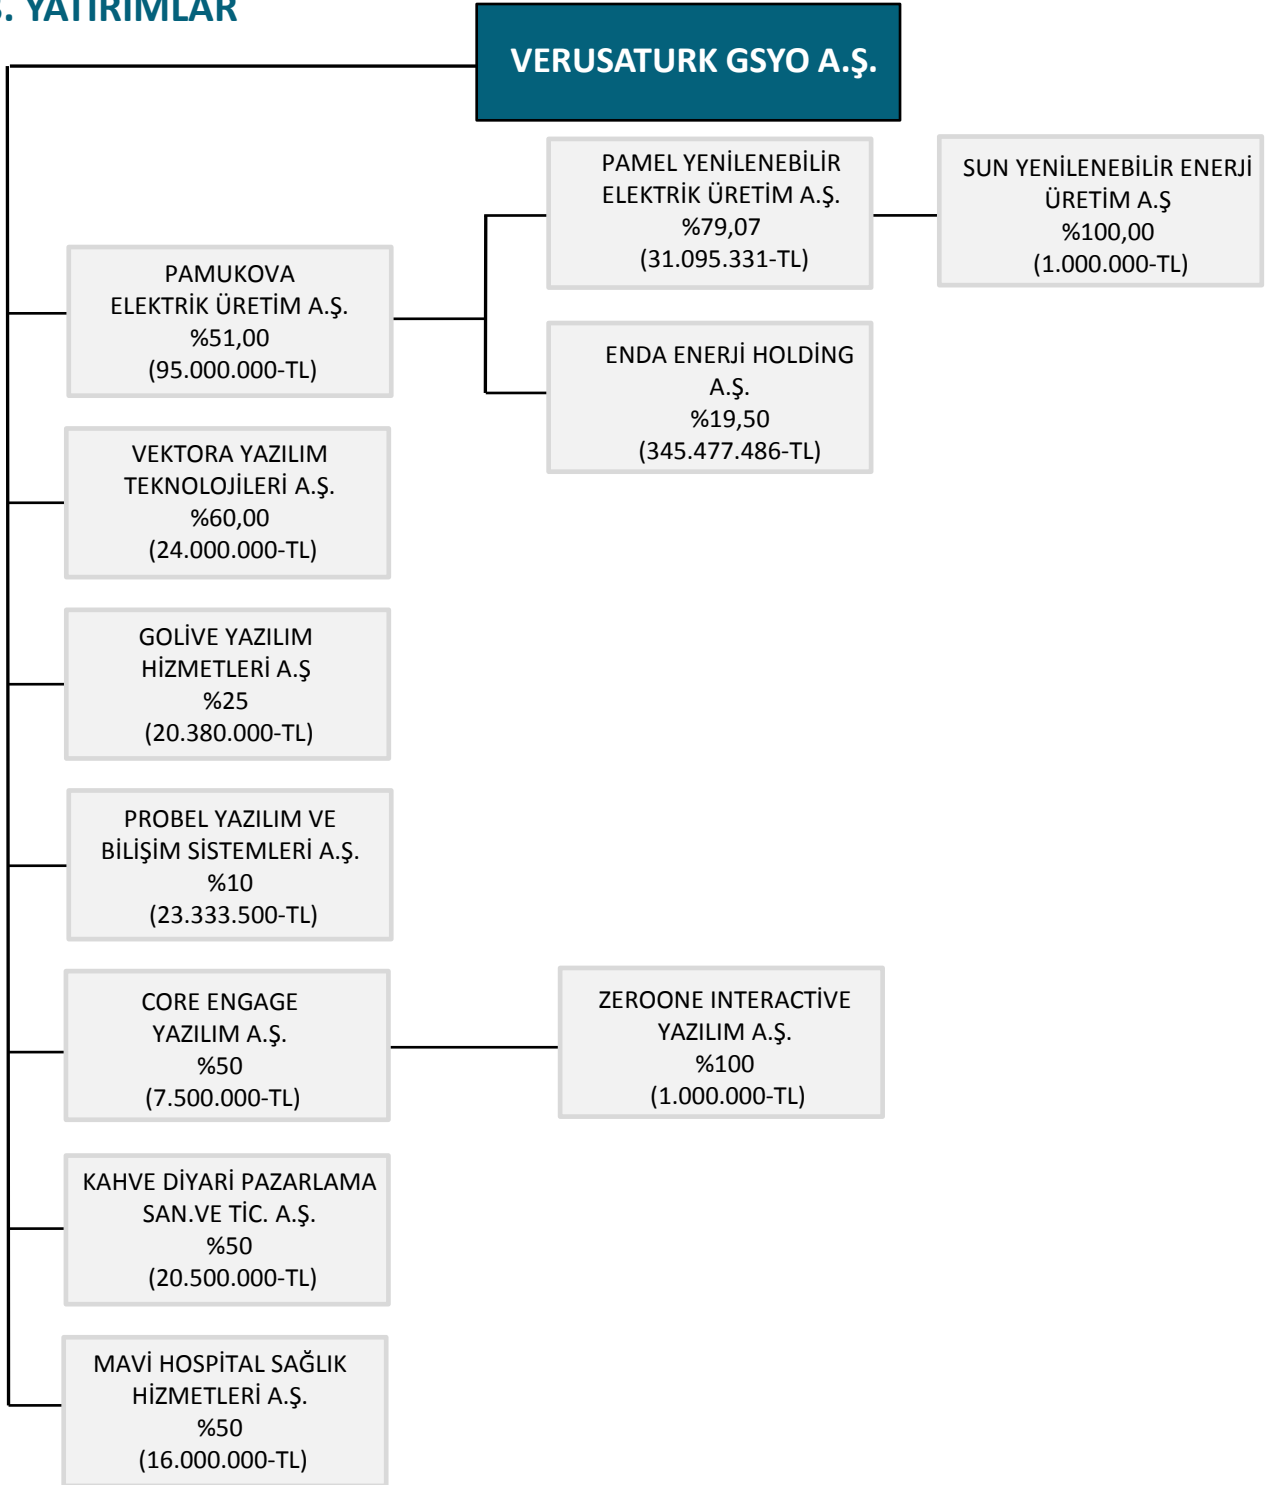 . YATIRIMLAR
VERUSATURK GSYO A.Ş.
PAMEL YENİLENEBİLİR
ELEKTRİK ÜRETİM A.Ş.
%79,07
(31.095.331-TL)
SUN YENİLENEBİLİR ENERJİ
ÜRETİM A.Ş
%100,00
(1.000.000-TL)
PAMUKOVA
ELEKTRİK ÜRETİM A.Ş.
%51,00
(95.000.000-TL)
ENDA ENERJİ HOLDİNG
A.Ş.
%19,50
(345.477.486-TL)
VEKTORA YAZILIM
TEKNOLOJİLERİ A.Ş.
%60,00
(24.000.000-TL)
GOLİVE YAZILIM
HİZMETLERİ A.Ş
%25
(20.380.000-TL)
PROBEL YAZILIM VE
BİLİŞİM SİSTEMLERİ A.Ş.
%10
(23.333.500-TL)
CORE ENGAGE
YAZILIM A.Ş.
%50
(7.500.000-TL)
ZEROONE INTERACTİVE
YAZILIM A.Ş.
%100
(1.000.000-TL)
KAHVE DİYARİ PAZARLAMA
SAN.VE TİC. A.Ş.
%50
(20.500.000-TL)
MAVİ HOSPİTAL SAĞLIK
HİZMETLERİ A.Ş.
%50
(16.000.000-TL)